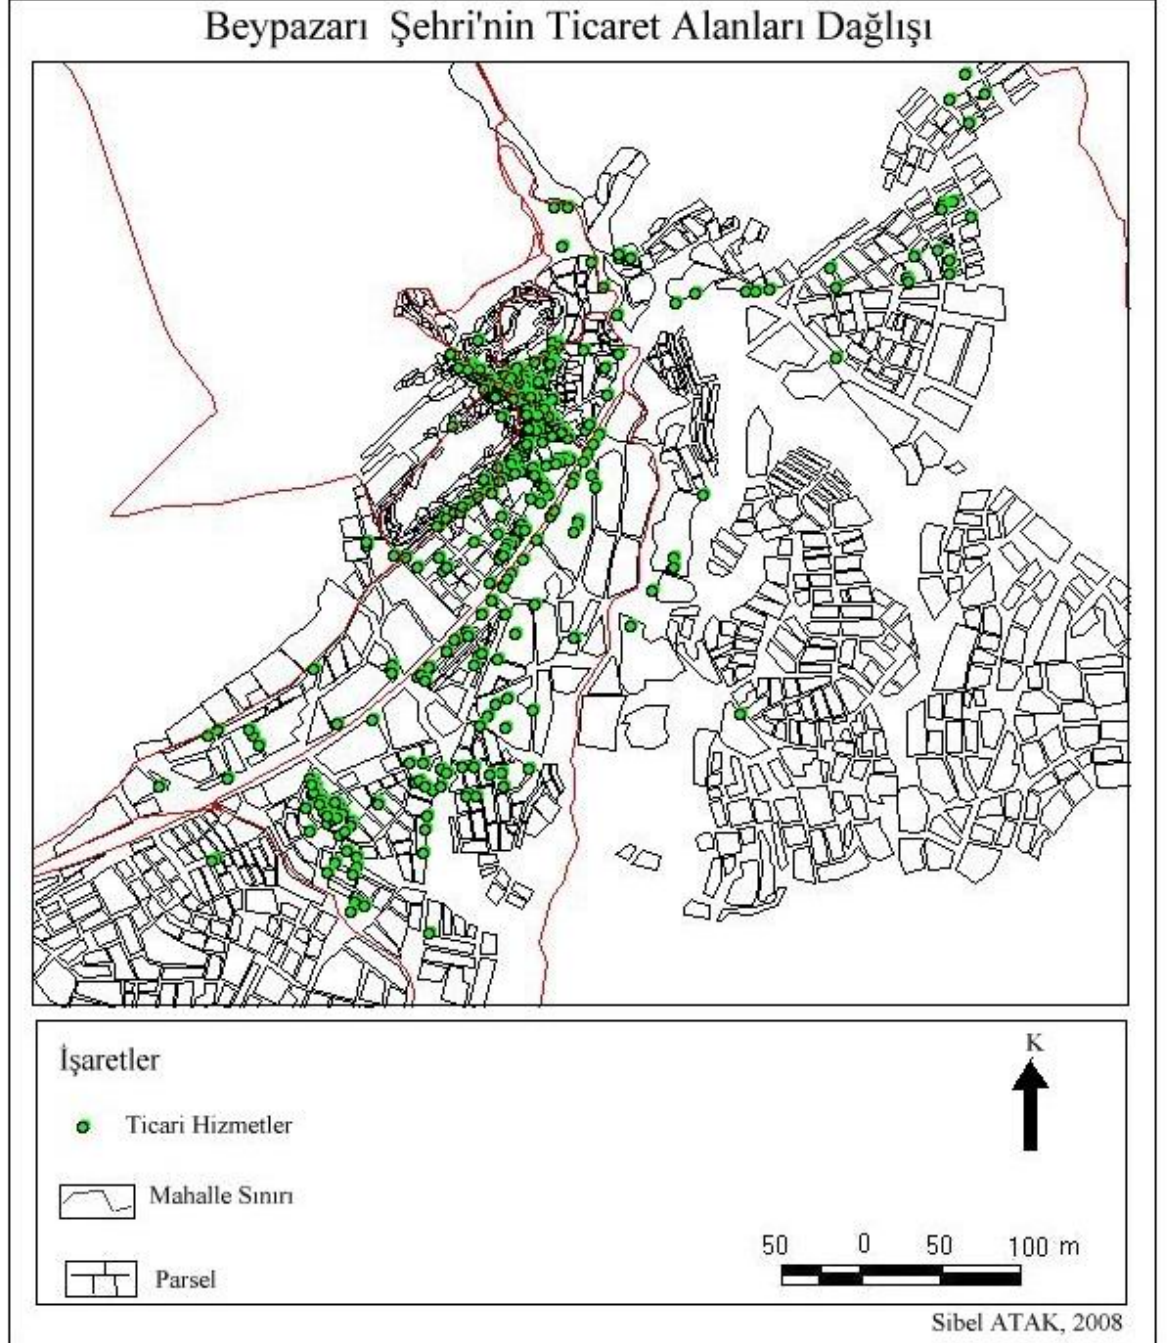 Beypazarı Şehri'nin Ticaret Alanları Dağlışı
İşaretler
K
Ticari Hizmetler
Mahalle Sınırı
50 0 50 100 m
Parsel
Sibel ATAK, 2008